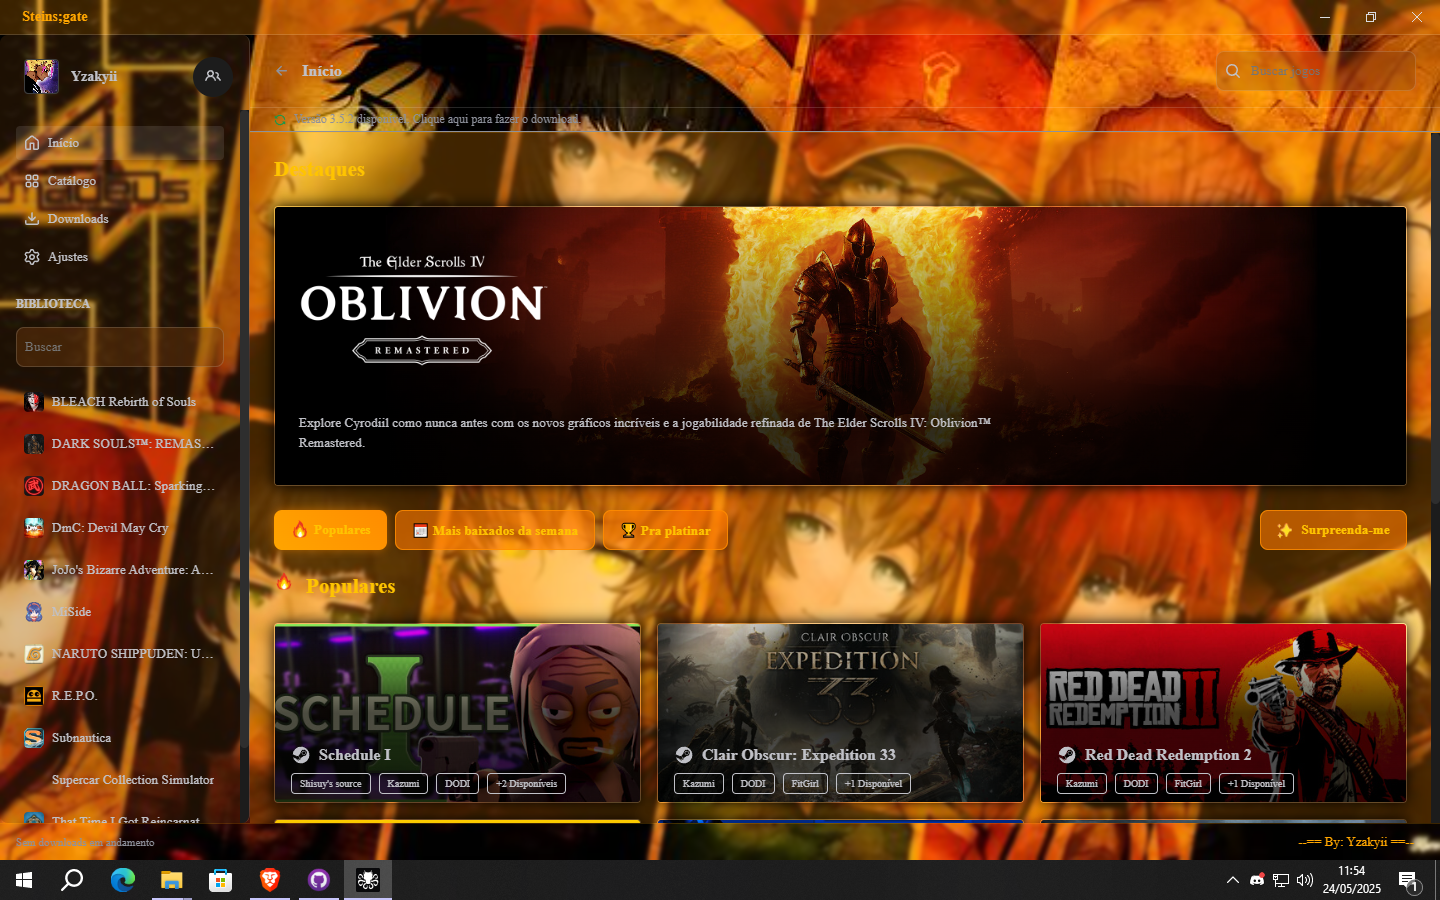 Steins;gate
Yzakyii
Início
Buscar jogos
Versão 3.5.2 disponível. Clique aqui para fazer o download.
Início
Catálogo
Downloads
Ajustes
BIBLIOTECA
Buscar
BLEACH Rebirth of Souls
DARK SOULS™: REMAS...
DRAGON BALL: Sparking...
DmC: Devil May Cry
JoJo's Bizarre Adventure: A...
MiSide
NARUTO SHIPPUDEN: U...
R.E.P.O.
Subnautica
Supercar Collection Simulator
That Time I Got Reincarnat
Destaques
The Elder Scrolls IV
OBLIVION
REMASTERED
Explore Cyrodiil como nunca antes com os novos gráficos incríveis e a jogabilidade refinada de The Elder Scrolls IV: Oblivion™
Remastered.
Populares
Mais baixados da semana
Pra platinar
Surpreenda-me
Populares
SCHEDULE I
Schedule I
Shisuy's source
Kazumi
DODI
+2 Disponíveis
CLAIR OBSCUR
EXPEDITION
33
Clair Obscur: Expedition 33
Kazumi
DODI
FitGirl
+1 Disponível
RED DEAD
REDEMPTION II
Red Dead Redemption 2
Kazumi
DODI
FitGirl
+1 Disponível
Sem downloads em andamento
--== By: Yzakyii ==--
11:54
24/05/2025
1